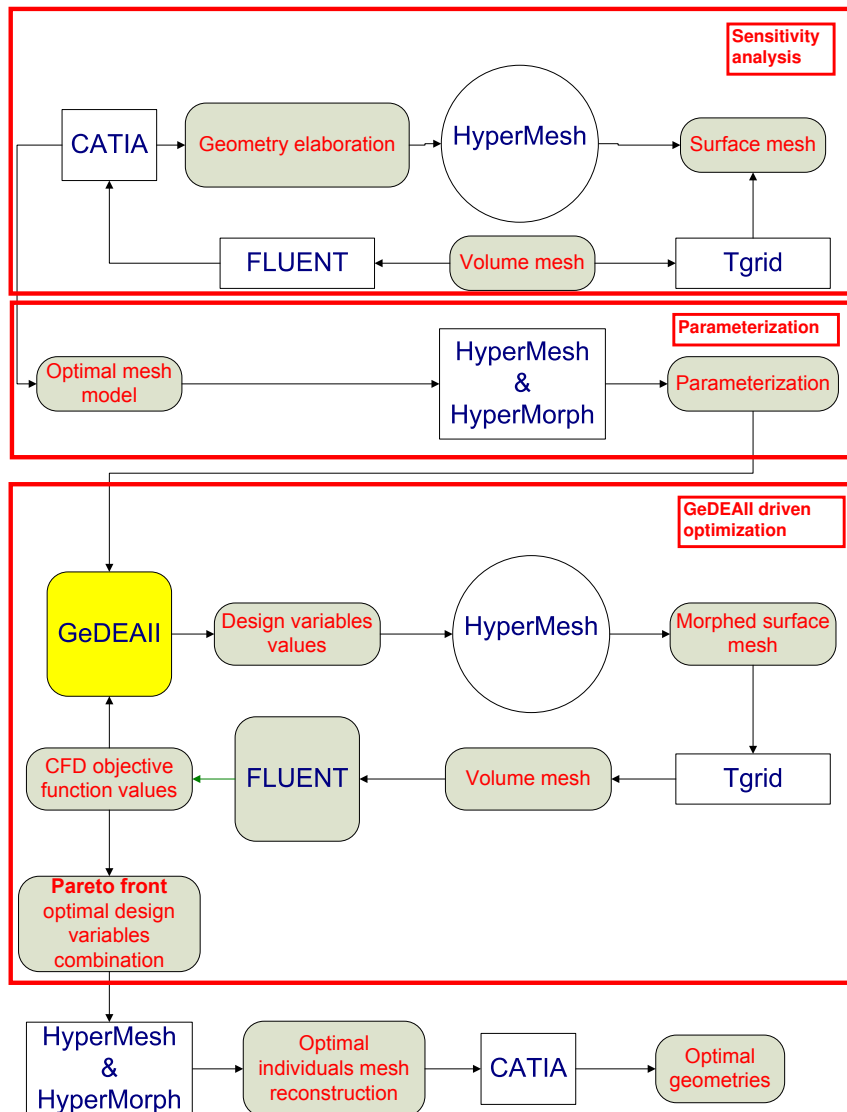 Sensitivity
analysis
CATIA
Geometry elaboration
HyperMesh
Surface mesh
FLUENT
Volume mesh
Tgrid
Parameterization
Optimal mesh
model
HyperMesh
&
HyperMorph
Parameterization
GeDEAII driven
optimization
GeDEAII
Design variables
values
HyperMesh
Morphed surface
mesh
CFD objective
function values
FLUENT
Volume mesh
Tgrid
Pareto front
optimal design
variables
combination
HyperMesh
&
HyperMorph
Optimal
individuals mesh
reconstruction
CATIA
Optimal
geometries